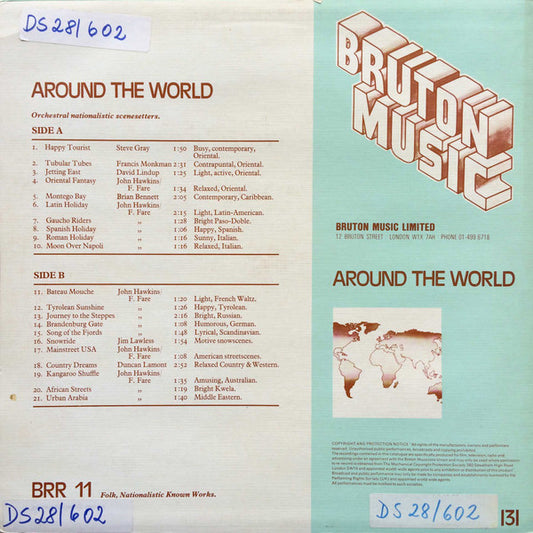 DS28/602
AROUND THE WORLD
Orchestral nationalistic scenesetters.
SIDE A
1. Happy Tourist Steve Gray 1:50 Busy, contemporary,
Oriental.
2. Tubular Tubes Francis Monkman 2:31 Contrapuntal, Oriental.
3. Jetting East David Lindup 1:25 Light, active, Oriental.
4. Oriental Fantasy John Hawkins/
F. Fare 1:34 Relaxed, Oriental.
5. Montego Bay Brian Bennett 2:05 Contemporary, Caribbean.
6. Latin Holiday John Hawkins/
F. Fare 2:15 Light, Latin-American.
7. Gaucho Riders " 1:28 Bright Paso-Doble.
8. Spanish Holiday " 1:06 Happy, Spanish.
9. Roman Holiday " 1:16 Sunny, Italian.
10. Moon Over Napoli " 1:16 Relaxed, Italian.
SIDE B
11. Bateau Mouche John Hawkins/
F. Fare 1:20 Light, French Waltz.
12. Tyrolean Sunshine " 1:26 Happy, Tyrolean.
13. Journey to the Steppes " 2:16 Bright, Russian.
14. Brandenburg Gate " 1:08 Humorous, German.
15. Song of the Fjords " 1:48 Lyrical, Scandinavian.
16. Snowride Jim Lawless 1:54 Motive snowscenes.
17. Mainstreet USA John Hawkins/
F. Fare 1:08 American streetscenes.
18. Country Dreams Duncan Lamont 2:52 Relaxed Country & Western.
19. Kangaroo Shuffle John Hawkins/
F. Fare 1:35 Amusing, Australian.
20. African Streets " 1:19 Bright Kwela.
21. Urban Arabia " 1:40 Middle Eastern.
BRR 11 Folk, Nationalistic Known Works.
DS28/602
BRUTON
MUSIC
BRUTON MUSIC LIMITED
12 BRUTON STREET LONDON W1X 7AH PHONE 01-499 6718
AROUND THE WORLD
COPYRIGHT AND PROTECTION NOTICE
DS28/602
131